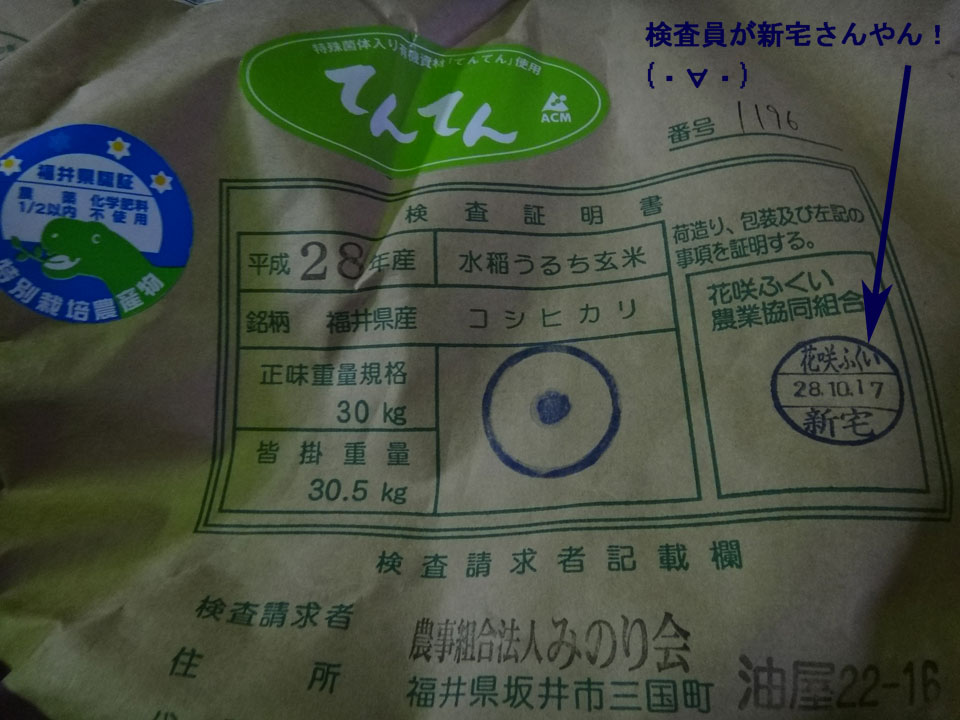 検査員が新宅さんやん！
(・∀・)
特殊菌体入り有機資材「てんてん」使用
てんてん
ACM
番号 1196
福井県認証
農薬 化学肥料
1/2以内 不使用
特別栽培農産物
検査証明書
平成28年産 水稲うるち玄米
銘柄 福井県産 コシヒカリ
正味重量規格
30 kg
皆掛重量
30.5 kg
荷造り、包装及び左記の
事項を証明する。
花咲ふくい
農業協同組合
花咲ふくい
28.10.17
新宅
検査請求者記載欄
検査請求者 農事組合法人みのり会
住所 福井県坂井市三国町 油屋22-16